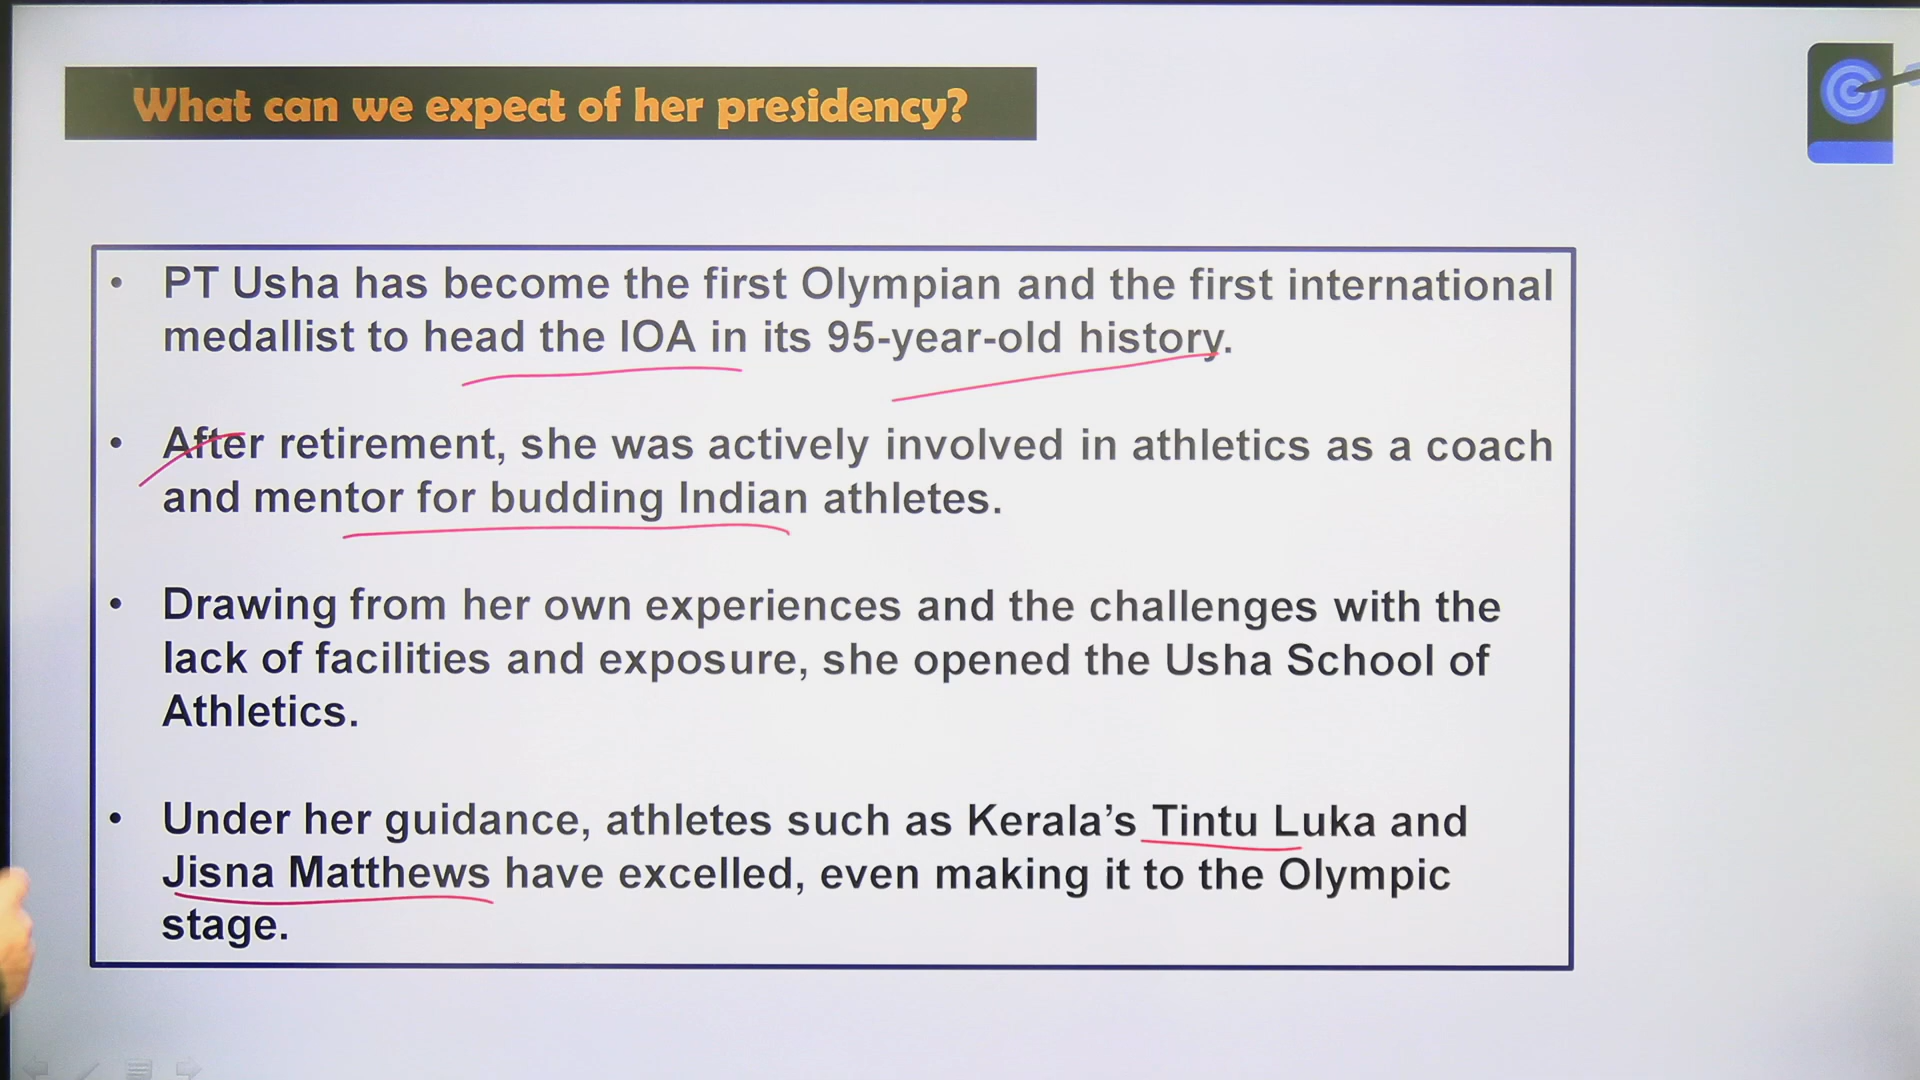 What can we expect of her presidency?
• PT Usha has become the first Olympian and the first international
medallist to head the IOA in its 95-year-old history.
• After retirement, she was actively involved in athletics as a coach
and mentor for budding Indian athletes.
• Drawing from her own experiences and the challenges with the
lack of facilities and exposure, she opened the Usha School of
Athletics.
• Under her guidance, athletes such as Kerala’s Tintu Luka and
Jisna Matthews have excelled, even making it to the Olympic
stage.